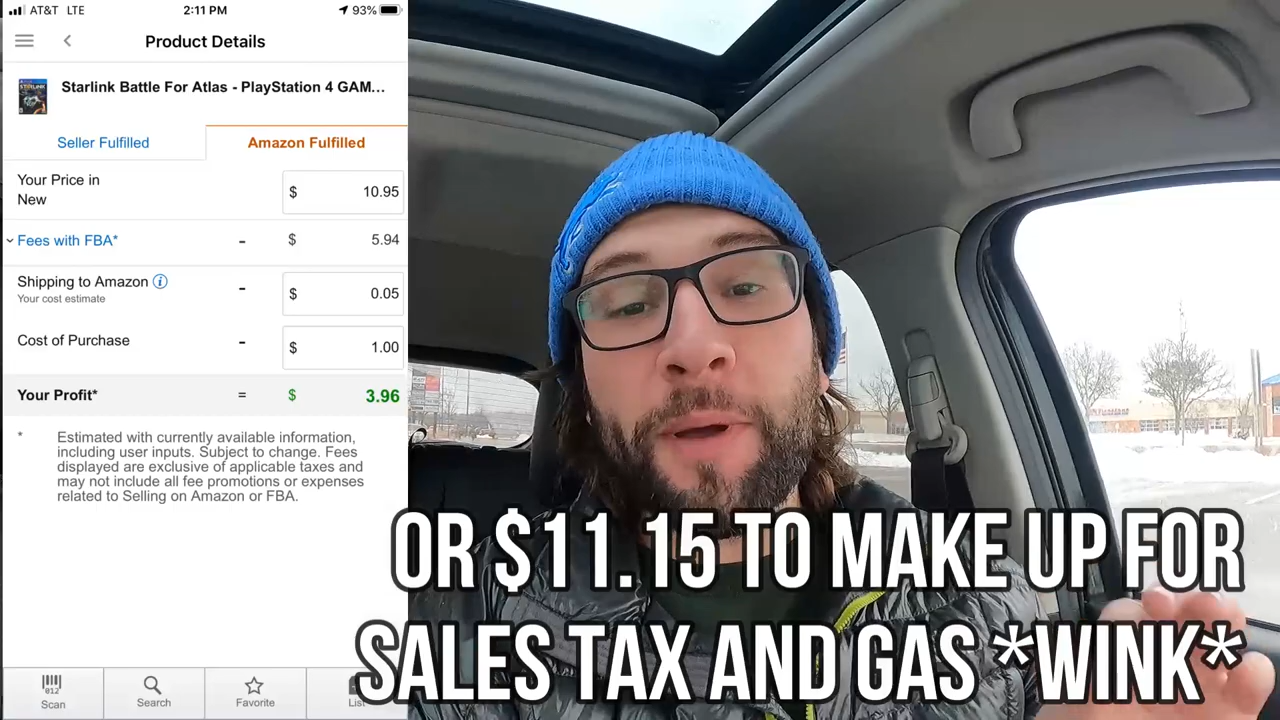 AT&T LTE 2:11 PM 93%
Product Details
Starlink Battle For Atlas - PlayStation 4 GAM...
Seller Fulfilled Amazon Fulfilled
Your Price in
New
$ 10.95
Fees with FBA* - $ 5.94
Shipping to Amazon
Your cost estimate
- $ 0.05
Cost of Purchase - $ 1.00
Your Profit* = $ 3.96
* Estimated with currently available information,
including user inputs. Subject to change. Fees
displayed are exclusive of applicable taxes and
may not include all fee promotions or expenses
related to Selling on Amazon or FBA.
OR $11.15 TO MAKE UP FOR
SALES TAX AND GAS *WINK*
Scan Search Favorite List